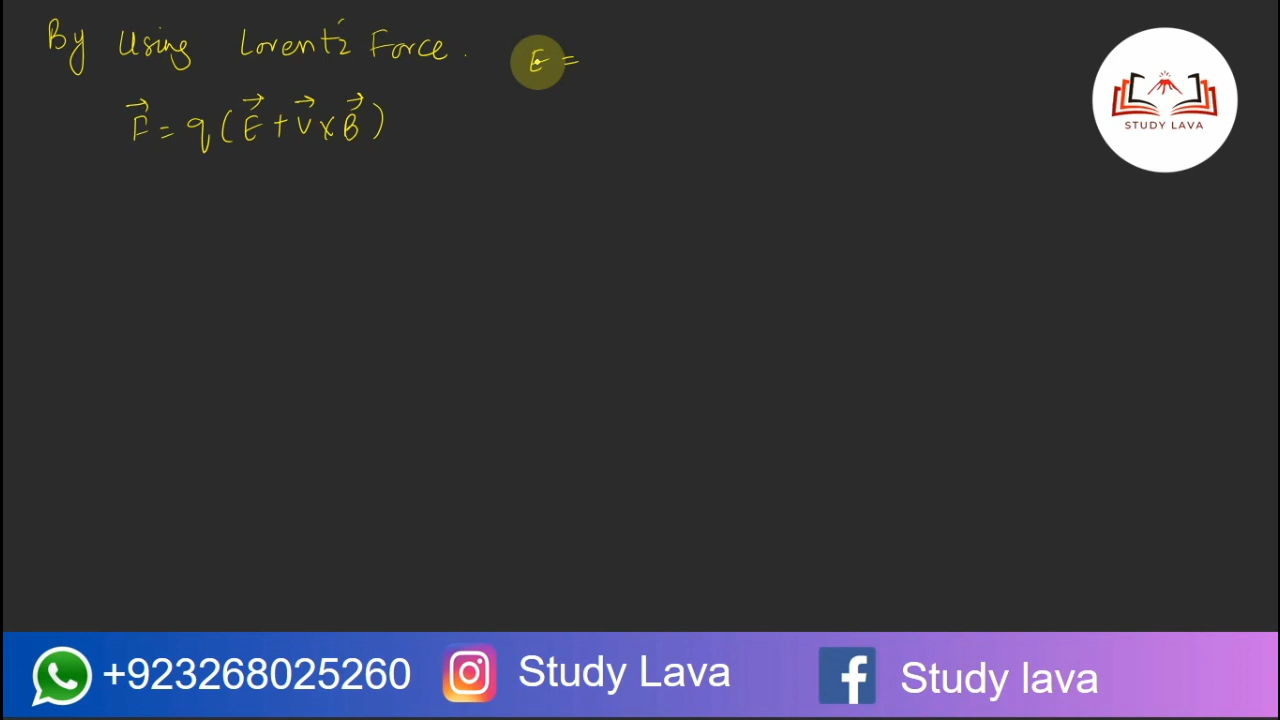 By Using Lorentz Force. E =
F⃗ = q(E⃗ + V⃗ × B⃗)
STUDY LAVA
+923268025260 Study Lava Study lava